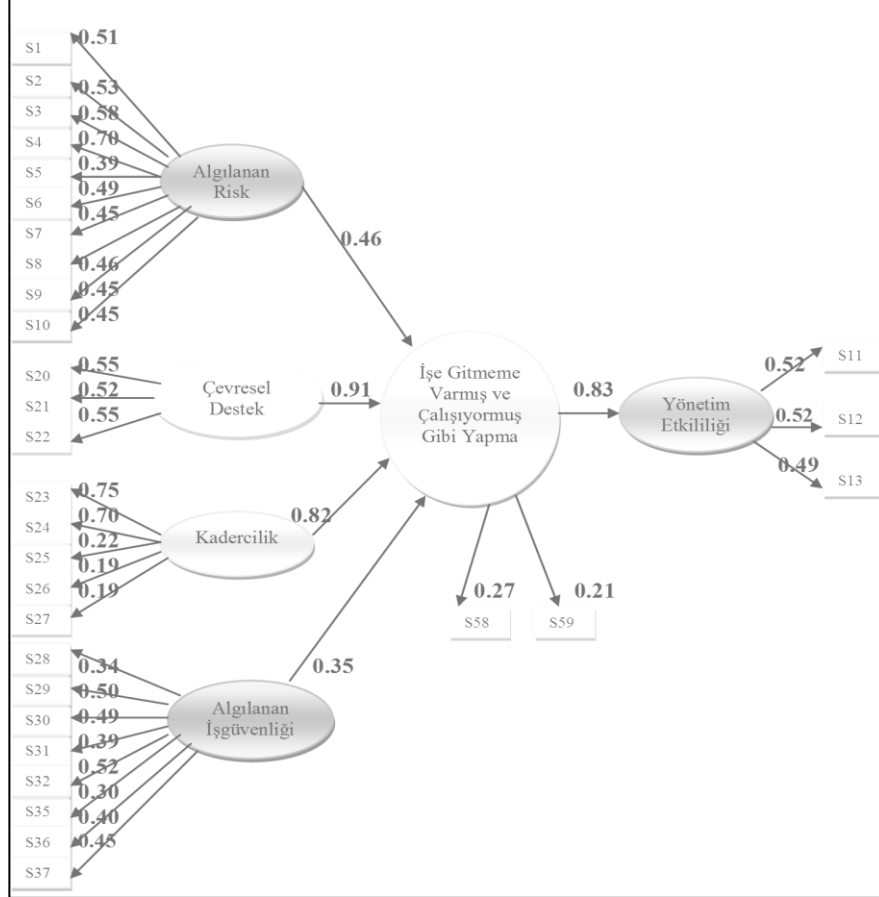 S1
0.51
S2
0.53
S3
0.58
S4
0.70
S5
0.39
S6
0.49
S7
0.45
S8
0.46
S9
0.45
S10
0.45
Algılanan
Risk
0.46
S20
0.55
S21
0.52
S22
0.55
Çevresel
Destek
0.91
S23
0.75
S24
0.70
S25
0.22
S26
0.19
S27
0.19
Kadercilik
0.82
S28
0.34
S29
0.50
S30
0.49
S31
0.39
S32
0.52
S35
0.30
S36
0.40
S37
0.45
Algılanan
İşgüvenliği
0.35
İşe Gitmeme
Varmış ve
Çalışıyormuş
Gibi Yapma
0.27
S58
0.21
S59
0.83
Yönetim
Etkililiği
0.52
S11
0.52
S12
0.49
S13